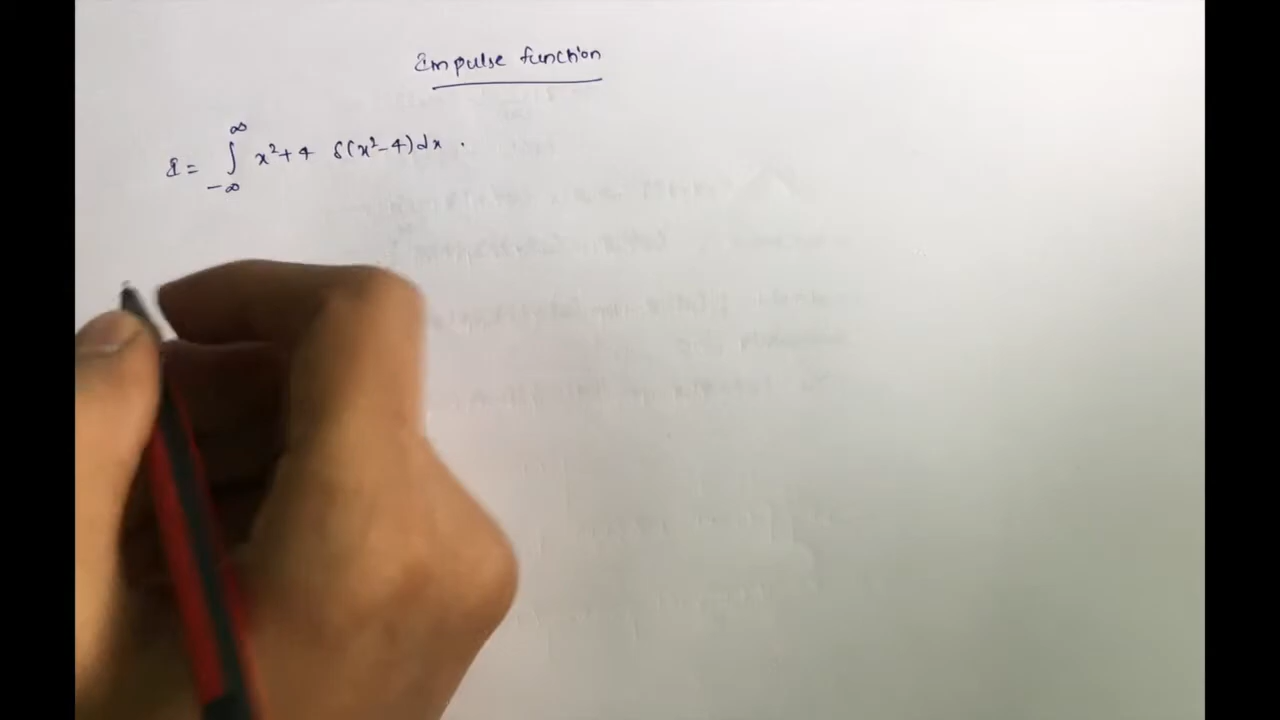 Impulse function
I = ∫_{-∞}^{∞} x²+4 δ(x²-4)dx .